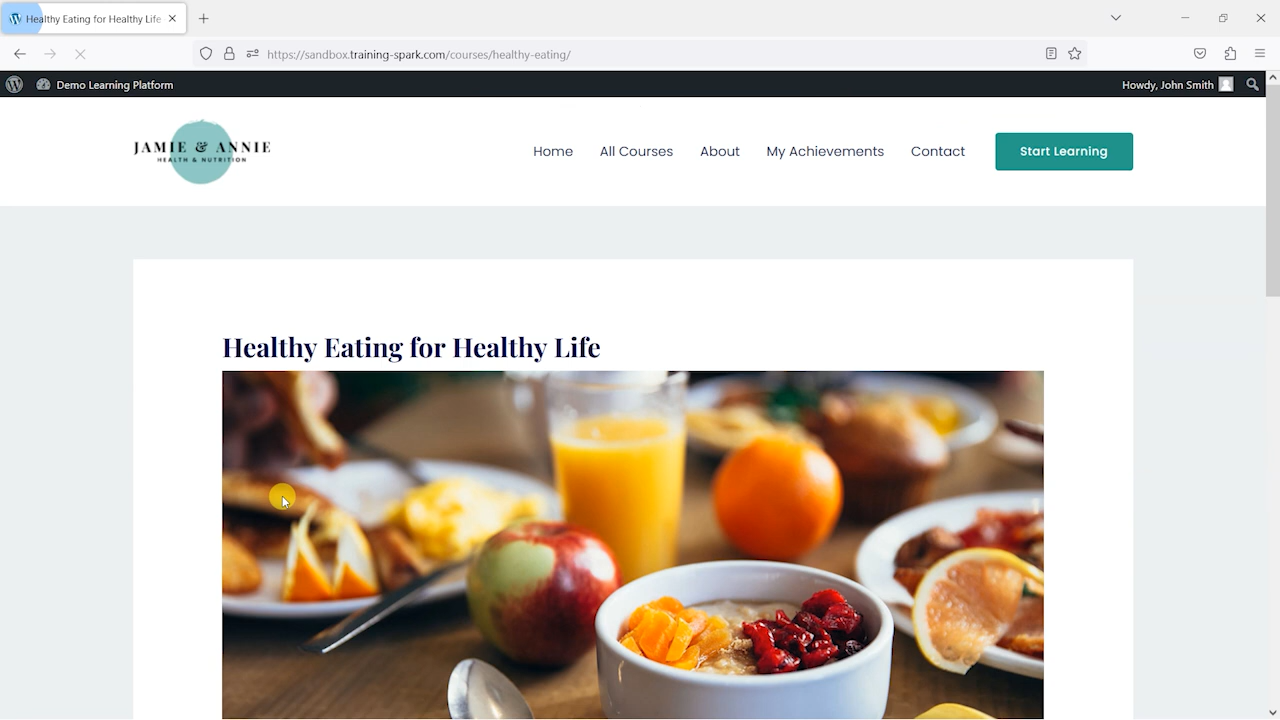 Healthy Eating for Healthy Life
https://sandbox.training-spark.com/courses/healthy-eating/
Demo Learning Platform
Howdy, John Smith
JAMIE & ANNIE
HEALTH & NUTRITION
Home
All Courses
About
My Achievements
Contact
Start Learning
Healthy Eating for Healthy Life